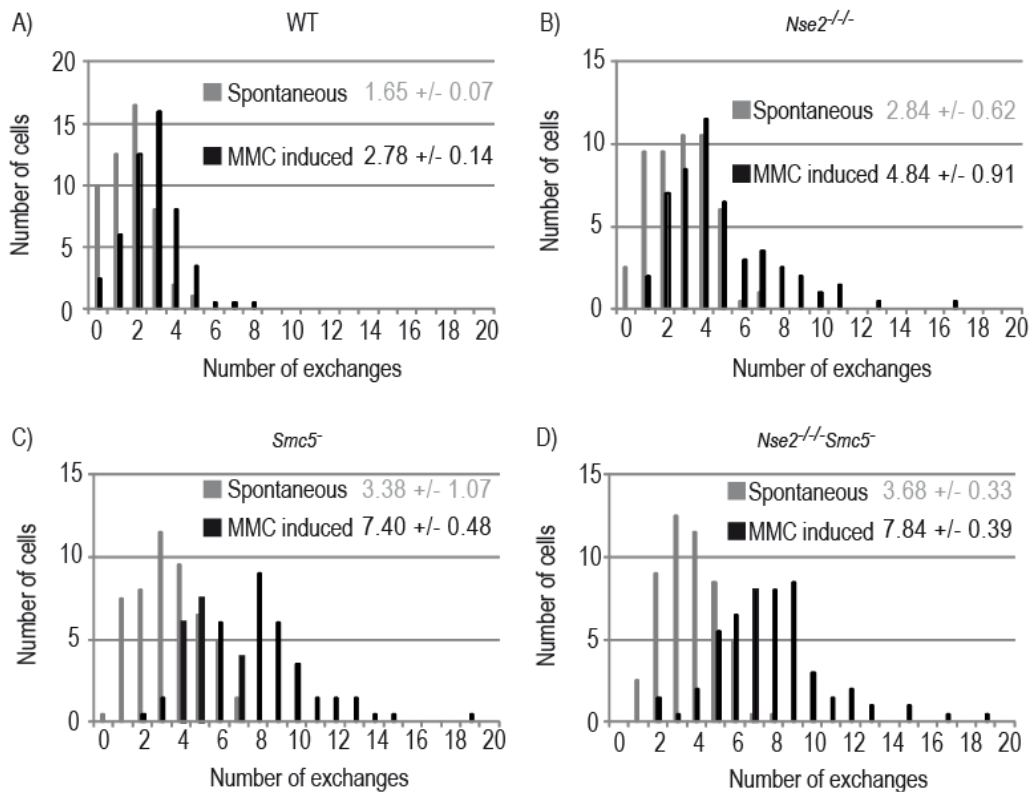 A) WT
20
15
10
5
0
Number of cells
Spontaneous 1.65 +/- 0.07
MMC induced 2.78 +/- 0.14
0 2 4 6 8 10 12 14 16 18 20
Number of exchanges
B) Nse2-/-/-
15
10
5
0
Number of cells
Spontaneous 2.84 +/- 0.62
MMC induced 4.84 +/- 0.91
0 2 4 6 8 10 12 14 16 18 20
Number of exchanges
C) Smc5-
15
10
5
0
Number of cells
Spontaneous 3.38 +/- 1.07
MMC induced 7.40 +/- 0.48
0 2 4 6 8 10 12 14 16 18 20
Number of exchanges
D) Nse2-/-/-Smc5-
15
10
5
0
Number of cells
Spontaneous 3.68 +/- 0.33
MMC induced 7.84 +/- 0.39
0 2 4 6 8 10 12 14 16 18 20
Number of exchanges